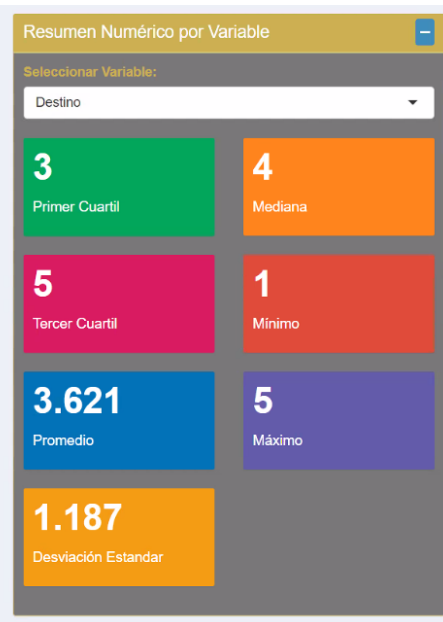 Resumen Numérico por Variable
Seleccionar Variable:
Destino
3
Primer Cuartil
4
Mediana
5
Tercer Cuartil
1
Mínimo
3.621
Promedio
5
Máximo
1.187
Desviación Estandar